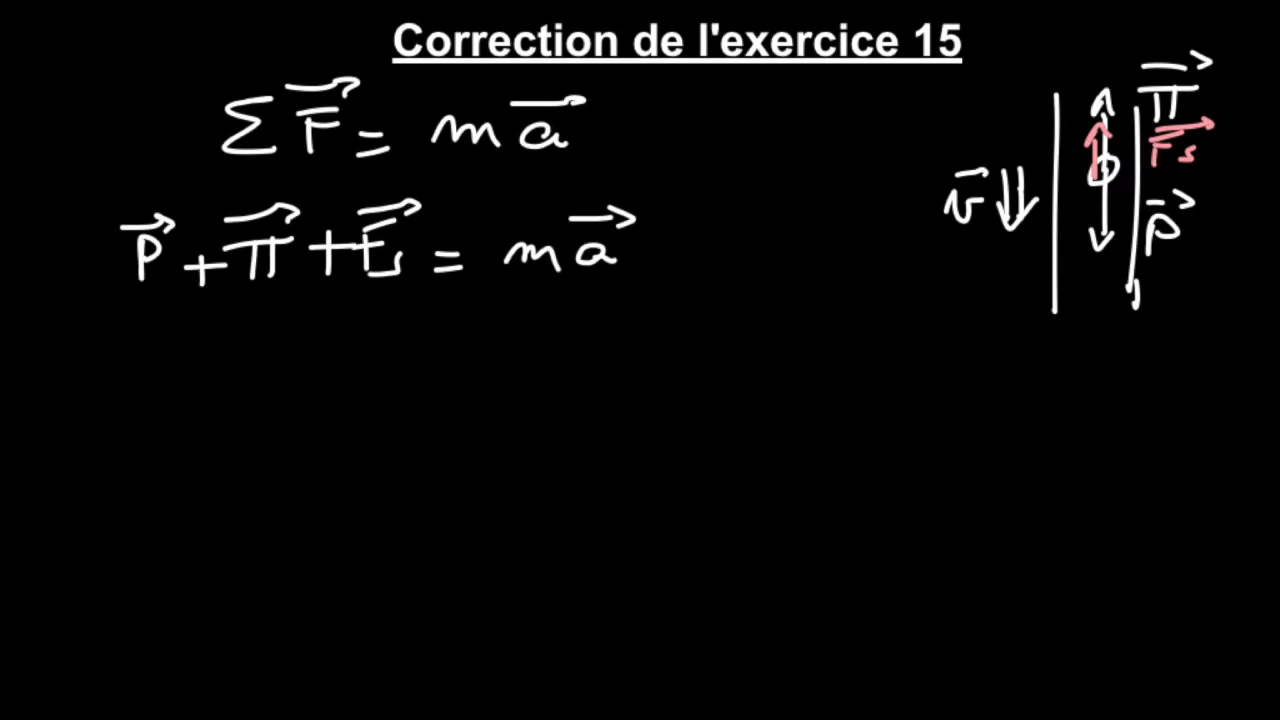 Correction de l'exercice 15
ΣF⃗ = ma⃗
P⃗ + π⃗ + F⃗s = ma⃗
π⃗
F⃗s
v⃗
P⃗